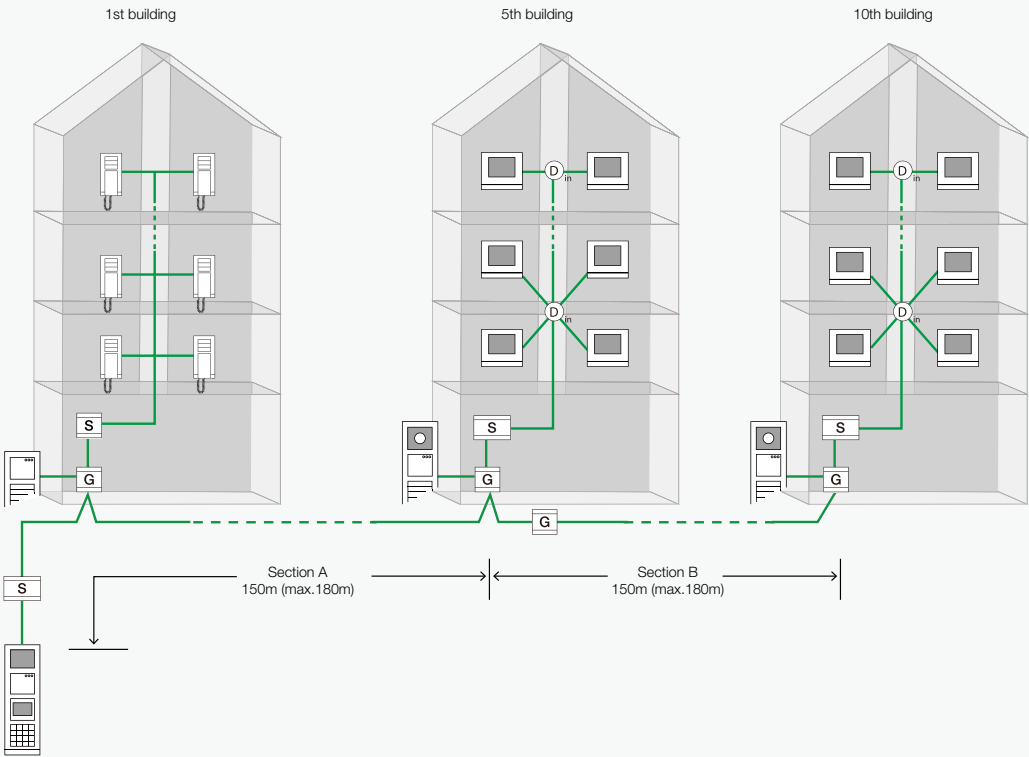 1st building
5th building
10th building
D
in
D
in
D
in
D
in
S
S
S
G
G
G
G
S
Section A
150m (max.180m)
Section B
150m (max.180m)